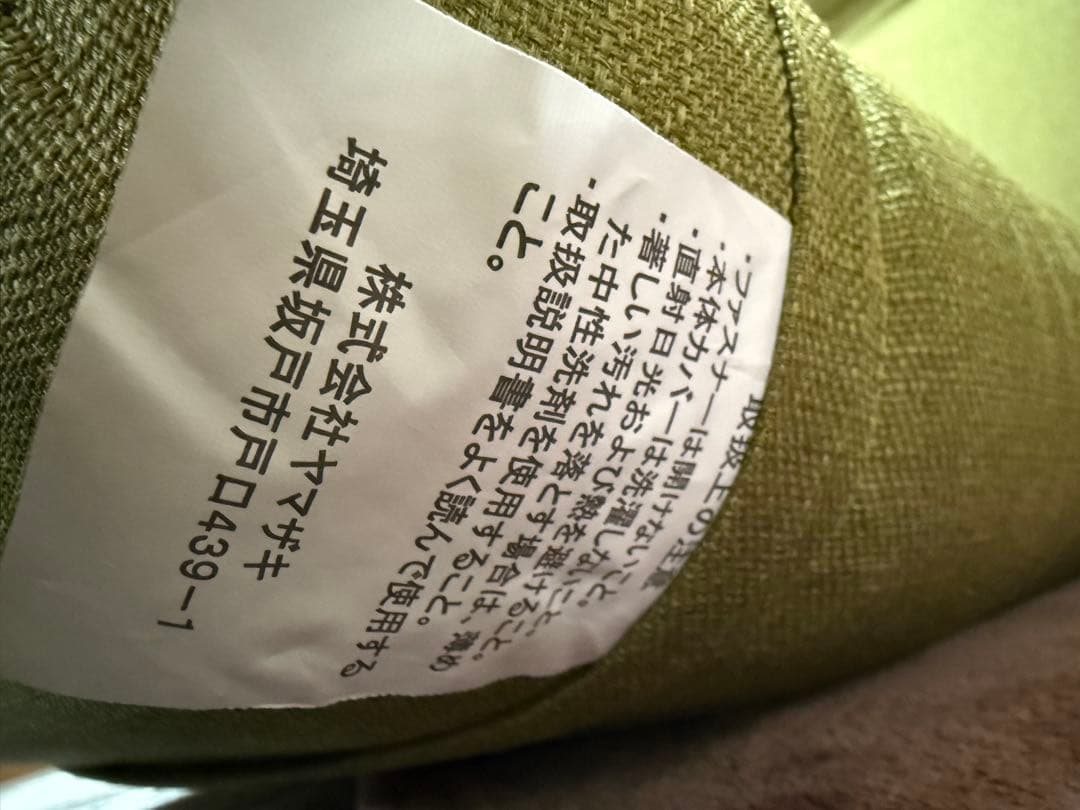 取扱上の注意
・ファスナーは開けないこと。
・本体カバーは洗濯しないこと。
・直射日光および熱を避けること。
・著しい汚れを落とす場合は、薄め
た中性洗剤を使用すること。
・取扱説明書をよく読んで使用する
こと。
株式会社ヤマザキ
埼玉県坂戸市戸口439-1